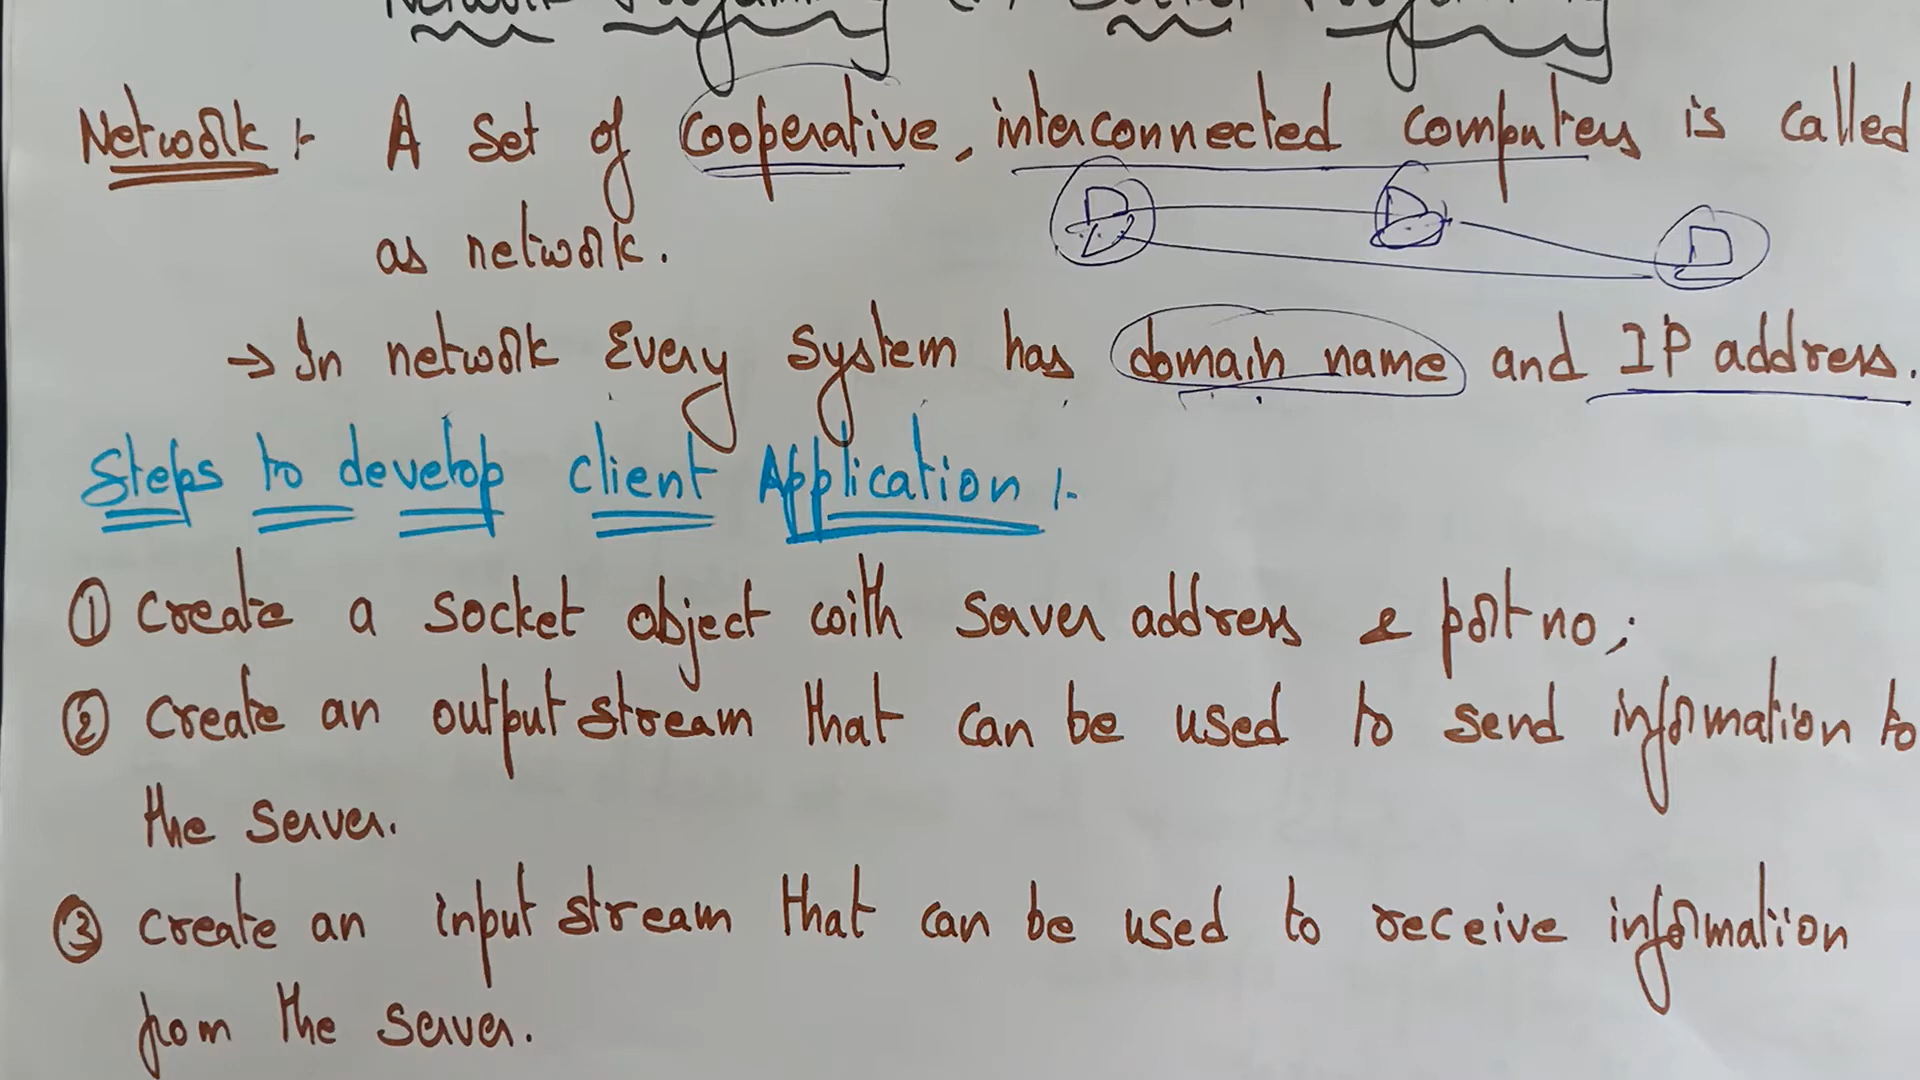 Network :- A set of cooperative, interconnected computers is called
as network.
→ In network Every system has domain name and IP address.
Steps to develop client Application :-
① Create a socket object with server address & port no;
② Create an output stream that can be used to send information to
the server.
③ create an input stream that can be used to receive information
from the server.